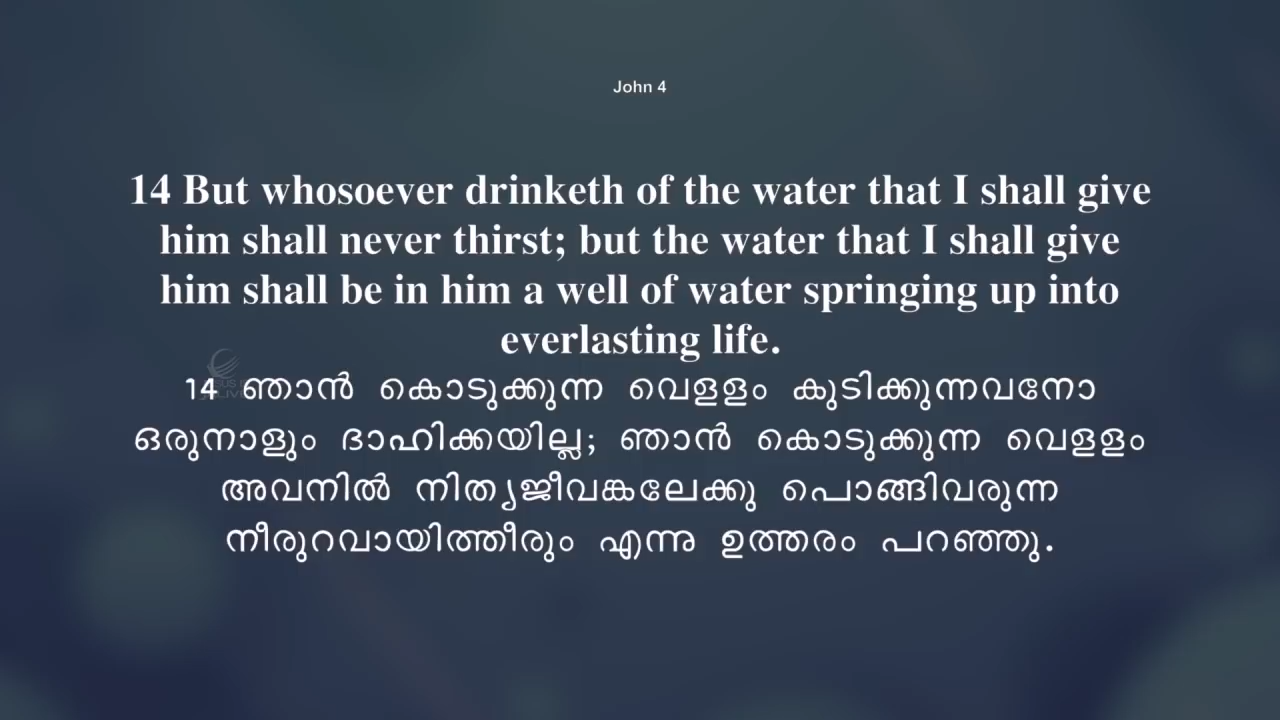 John 4
14 But whosoever drinketh of the water that I shall give
him shall never thirst; but the water that I shall give
him shall be in him a well of water springing up into
everlasting life.
14 ഞാൻ കൊടുക്കുന്ന വെളളം കുടിക്കുന്നവനോ
ഒരുനാളും ദാഹിക്കയില്ല; ഞാൻ കൊടുക്കുന്ന വെളളം
അവനിൽ നിത്യജീവങ്കലേക്കു പൊങ്ങിവരുന്ന
നീരുറവായിത്തീരും എന്നു ഉത്തരം പറഞ്ഞു.